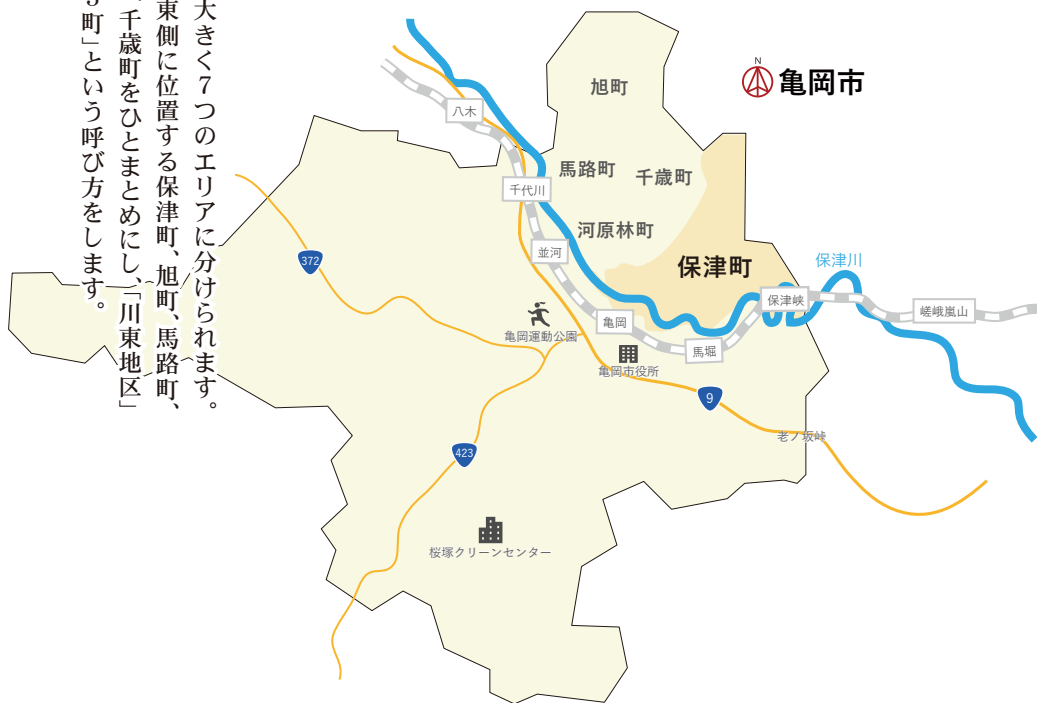 大きく7つのエリアに分けられます。
東側に位置する保津町、旭町、馬路町、
、千歳町をひとまとめにし、「川東地区」
町」という呼び方をします。
N
亀岡市
旭町
八木
馬路町
千歳町
千代川
河原林町
並河
保津町
保津川
372
保津峡
嵯峨嵐山
亀岡運動公園
亀岡
馬堀
亀岡市役所
9
老ノ坂峠
423
桜塚クリーンセンター